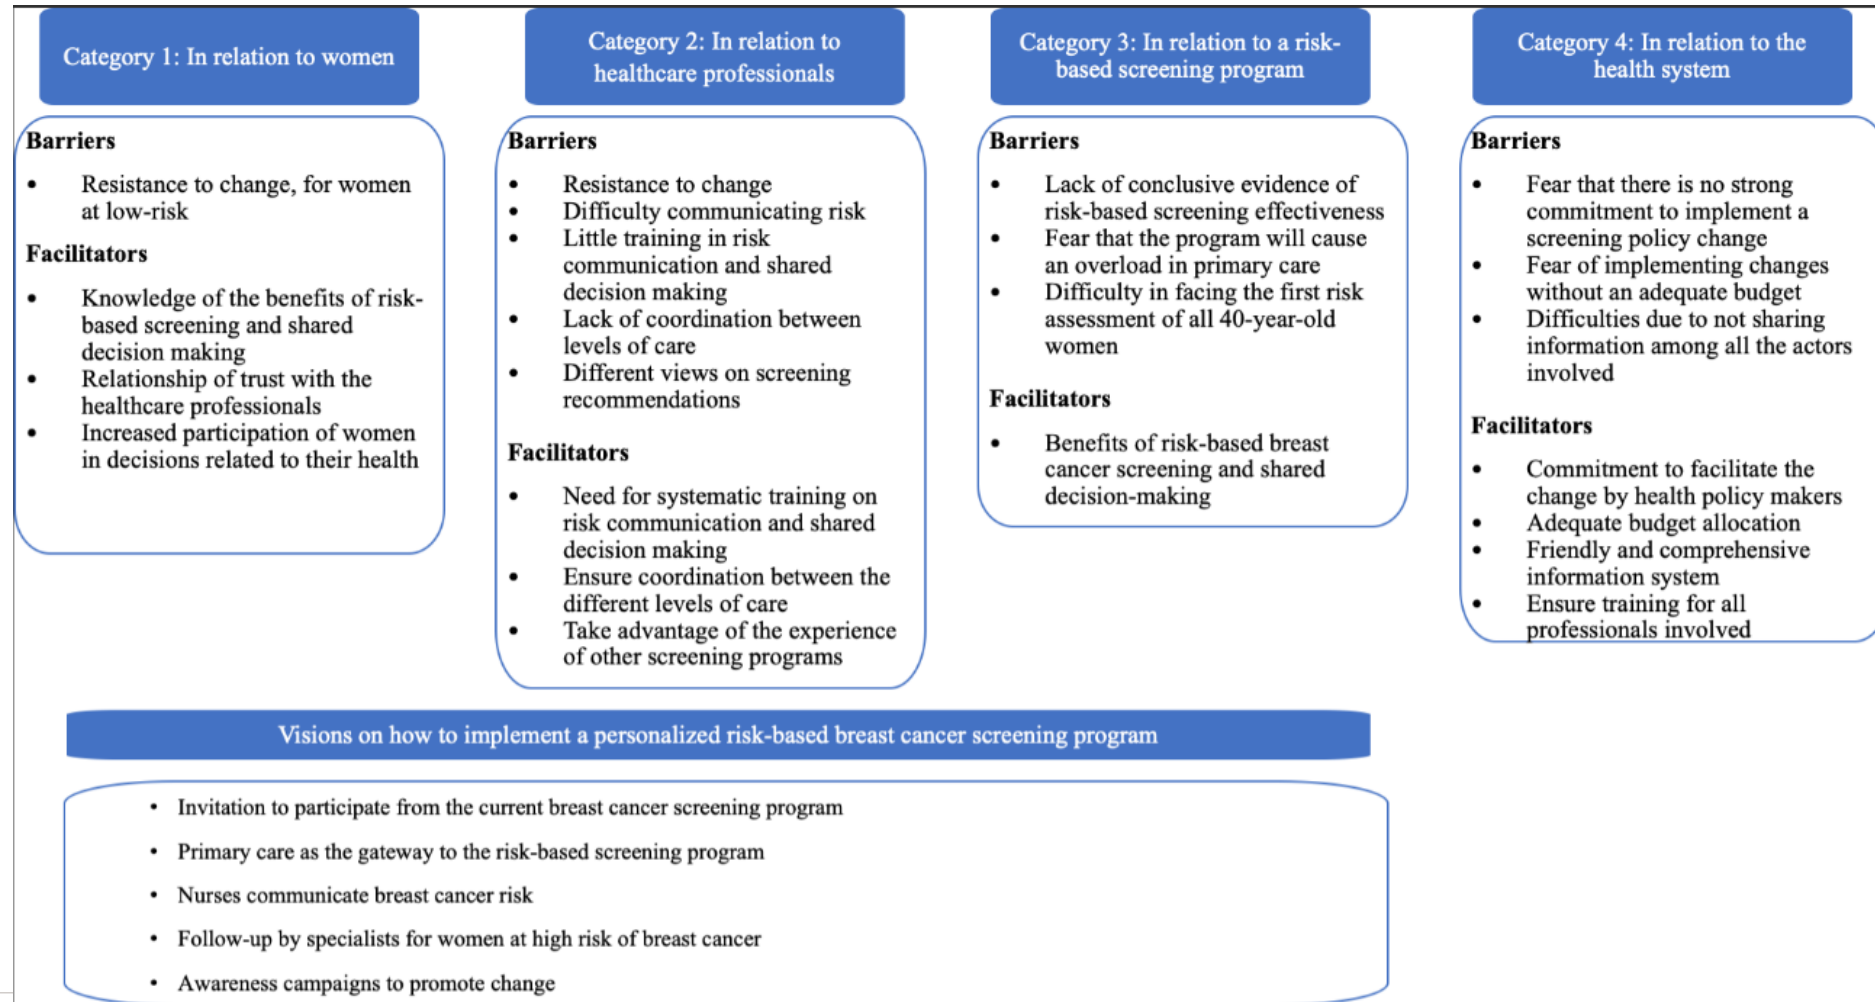 Category 1: In relation to women
Barriers
• Resistance to change, for women
at low-risk
Facilitators
• Knowledge of the benefits of risk-
based screening and shared
decision making
• Relationship of trust with the
healthcare professionals
• Increased participation of women
in decisions related to their health
Category 2: In relation to
healthcare professionals
Barriers
• Resistance to change
• Difficulty communicating risk
• Little training in risk
communication and shared
decision making
• Lack of coordination between
levels of care
• Different views on screening
recommendations
Facilitators
• Need for systematic training on
risk communication and shared
decision making
• Ensure coordination between the
different levels of care
• Take advantage of the experience
of other screening programs
Category 3: In relation to a risk-
based screening program
Barriers
• Lack of conclusive evidence of
risk-based screening effectiveness
• Fear that the program will cause
an overload in primary care
• Difficulty in facing the first risk
assessment of all 40-year-old
women
Facilitators
• Benefits of risk-based breast
cancer screening and shared
decision-making
Category 4: In relation to the
health system
Barriers
• Fear that there is no strong
commitment to implement a
screening policy change
• Fear of implementing changes
without an adequate budget
• Difficulties due to not sharing
information among all the actors
involved
Facilitators
• Commitment to facilitate the
change by health policy makers
• Adequate budget allocation
• Friendly and comprehensive
information system
• Ensure training for all
professionals involved
Visions on how to implement a personalized risk-based breast cancer screening program
• Invitation to participate from the current breast cancer screening program
• Primary care as the gateway to the risk-based screening program
• Nurses communicate breast cancer risk
• Follow-up by specialists for women at high risk of breast cancer
• Awareness campaigns to promote change